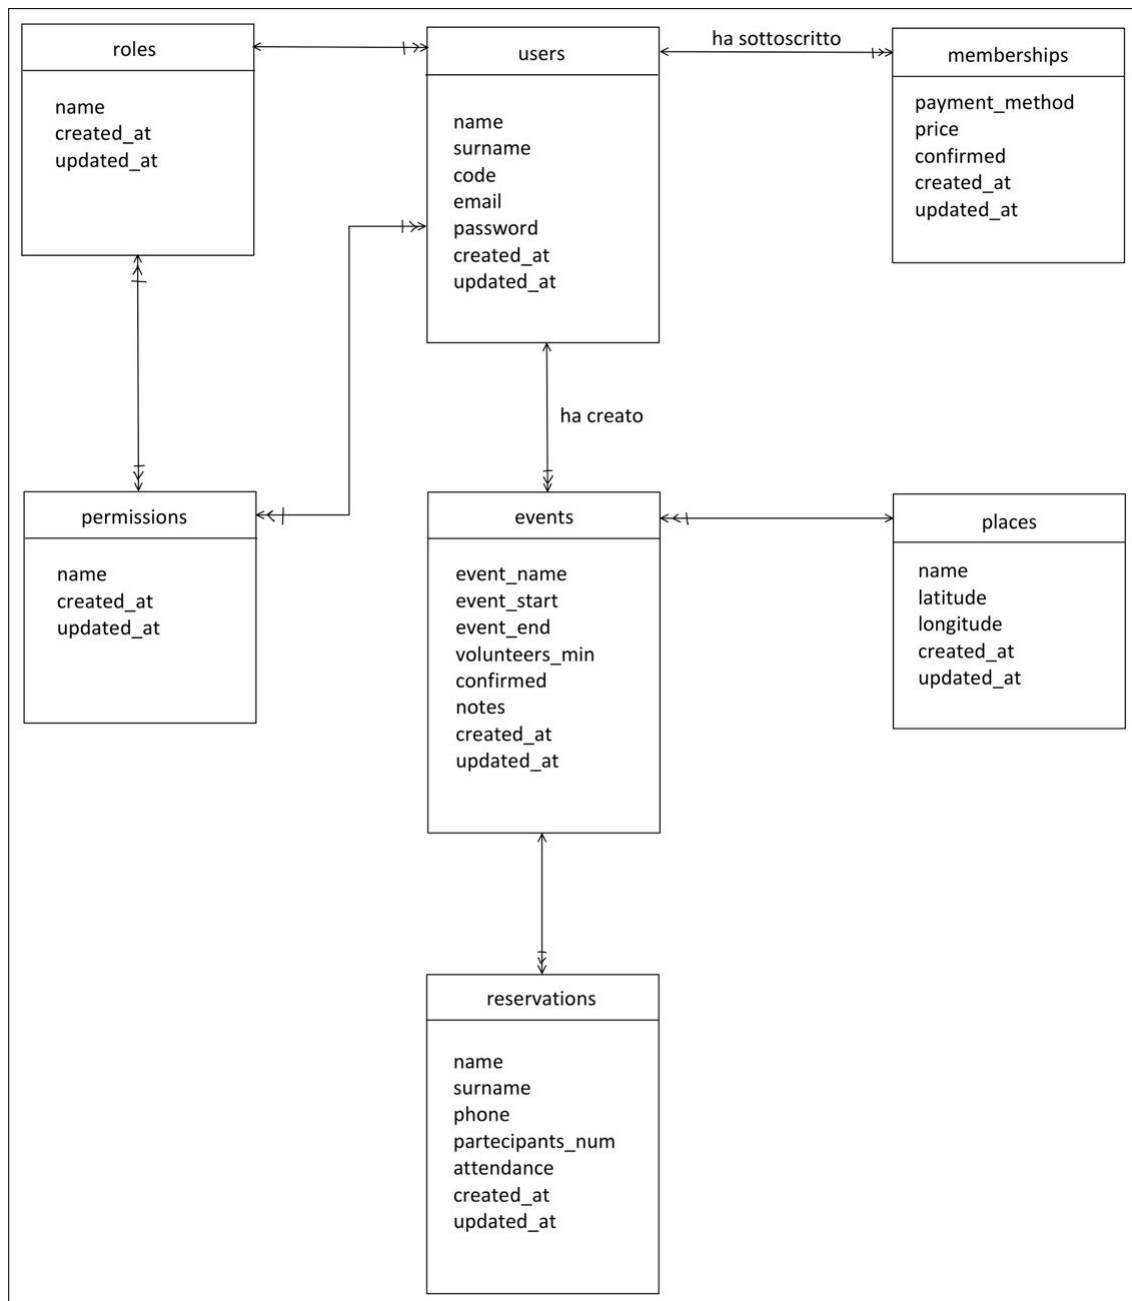 roles
name
created_at
updated_at
users
name
surname
code
email
password
created_at
updated_at
ha sottoscritto
memberships
payment_method
price
confirmed
created_at
updated_at
ha creato
permissions
name
created_at
updated_at
events
event_name
event_start
event_end
volunteers_min
confirmed
notes
created_at
updated_at
places
name
latitude
longitude
created_at
updated_at
reservations
name
surname
phone
partecipants_num
attendance
created_at
updated_at